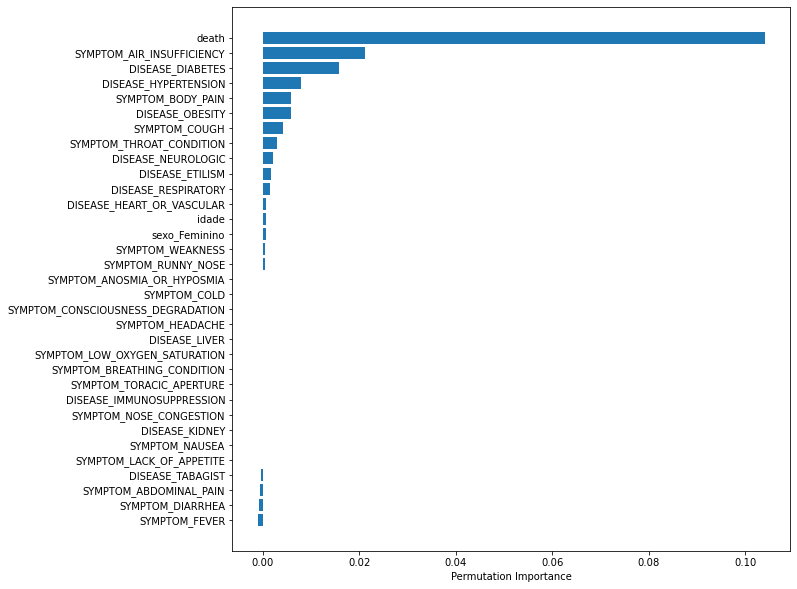 death
SYMPTOM_AIR_INSUFFICIENCY
DISEASE_DIABETES
DISEASE_HYPERTENSION
SYMPTOM_BODY_PAIN
DISEASE_OBESITY
SYMPTOM_COUGH
SYMPTOM_THROAT_CONDITION
DISEASE_NEUROLOGIC
DISEASE_ETILISM
DISEASE_RESPIRATORY
DISEASE_HEART_OR_VASCULAR
idade
sexo_Feminino
SYMPTOM_WEAKNESS
SYMPTOM_RUNNY_NOSE
SYMPTOM_ANOSMIA_OR_HYPOSMIA
SYMPTOM_COLD
SYMPTOM_CONSCIOUSNESS_DEGRADATION
SYMPTOM_HEADACHE
DISEASE_LIVER
SYMPTOM_LOW_OXYGEN_SATURATION
SYMPTOM_BREATHING_CONDITION
SYMPTOM_TORACIC_APERTURE
DISEASE_IMMUNOSUPPRESSION
SYMPTOM_NOSE_CONGESTION
DISEASE_KIDNEY
SYMPTOM_NAUSEA
SYMPTOM_LACK_OF_APPETITE
DISEASE_TABAGIST
SYMPTOM_ABDOMINAL_PAIN
SYMPTOM_DIARRHEA
SYMPTOM_FEVER
0.00 0.02 0.04 0.06 0.08 0.10
Permutation Importance